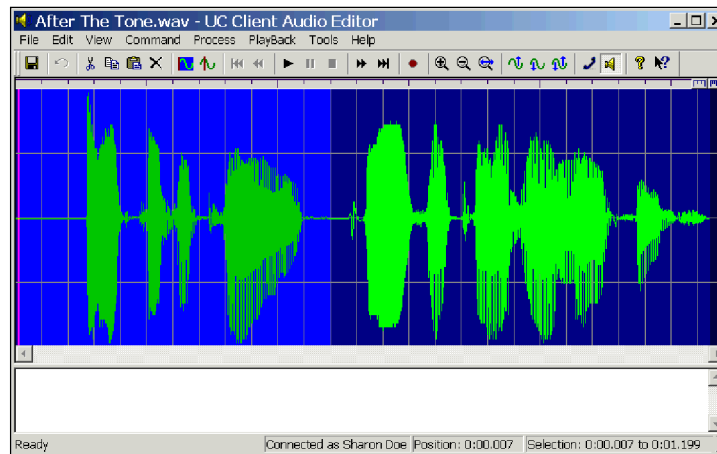 After The Tone.wav - UC Client Audio Editor
File Edit View Command Process PlayBack Tools Help
Ready Connected as Sharon Doe Position: 0:00.007 Selection: 0:00.007 to 0:01.199